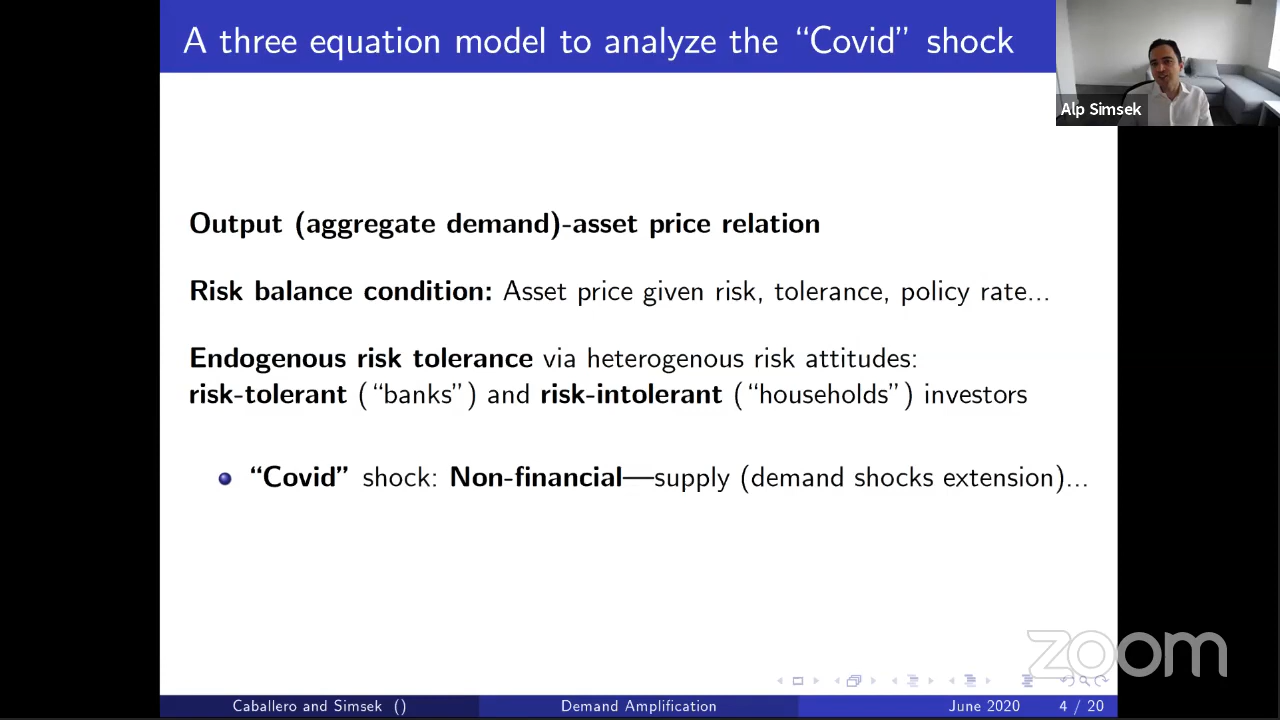 A three equation model to analyze the “Covid” shock
Alp Simsek
Output (aggregate demand)-asset price relation
Risk balance condition: Asset price given risk, tolerance, policy rate...
Endogenous risk tolerance via heterogenous risk attitudes:
risk-tolerant (“banks”) and risk-intolerant (“households”) investors
“Covid” shock: Non-financial—supply (demand shocks extension)...
zoom
Caballero and Simsek ()
Demand Amplification
June 2020
4 / 20